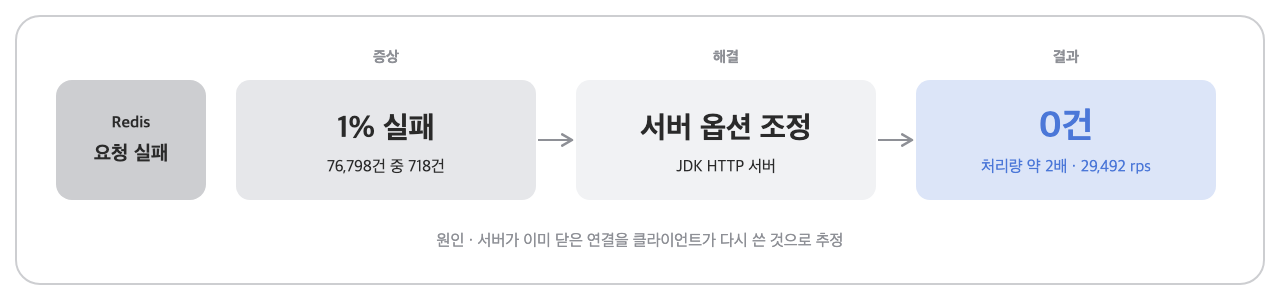 증상
해결
결과
Redis
요청 실패
1% 실패
76,798건 중 718건
서버 옵션 조정
JDK HTTP 서버
0건
처리량 약 2배 · 29,492 rps
원인 · 서버가 이미 닫은 연결을 클라이언트가 다시 쓴 것으로 추정